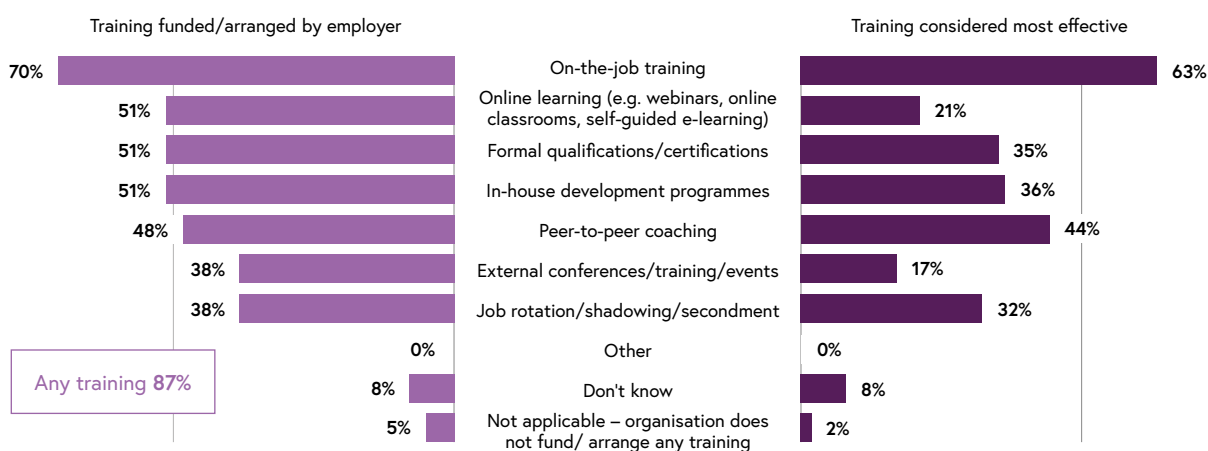 Training funded/arranged by employer
Training considered most effective
70%
On-the-job training
63%
51%
Online learning (e.g. webinars, online
classrooms, self-guided e-learning)
21%
51%
Formal qualifications/certifications
35%
51%
In-house development programmes
36%
48%
Peer-to-peer coaching
44%
38%
External conferences/training/events
17%
38%
Job rotation/shadowing/secondment
32%
0%
Other
0%
Any training 87%
8%
Don't know
8%
5%
Not applicable – organisation does
not fund/ arrange any training
2%